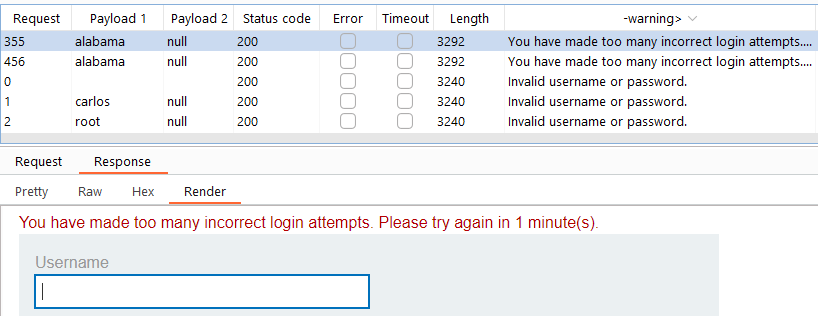 Request Payload 1 Payload 2 Status code Error Timeout Length -warning>
355 alabama null 200 3292 You have made too many incorrect login attempts....
456 alabama null 200 3292 You have made too many incorrect login attempts....
0 200 3240 Invalid username or password.
1 carlos null 200 3240 Invalid username or password.
2 root null 200 3240 Invalid username or password.
Request Response
Pretty Raw Hex Render
You have made too many incorrect login attempts. Please try again in 1 minute(s).
Username